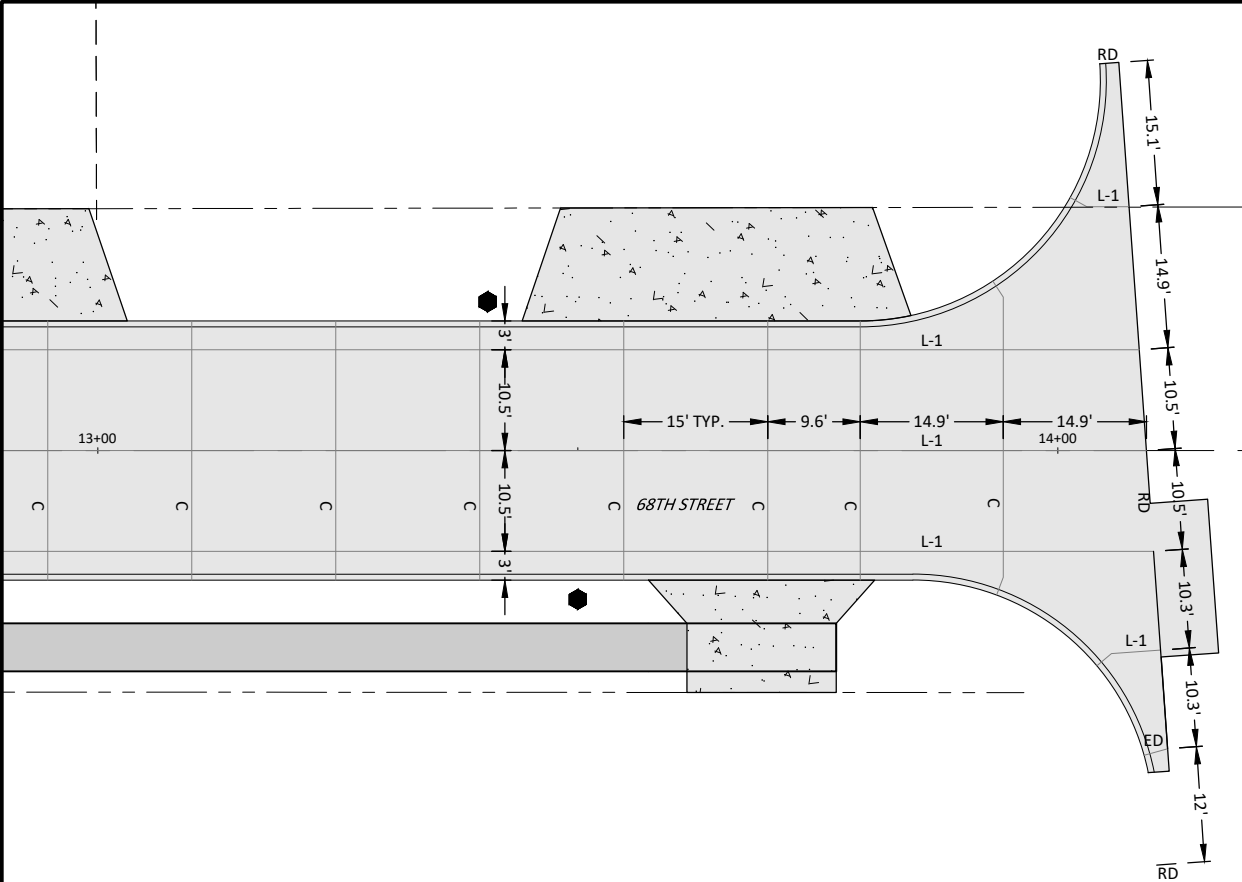 RD
15.1'
L-1
14.9'
3'
L-1
10.5'
10.5'
15' TYP.
9.6'
14.9'
14.9'
13+00
L-1
14+00
10.5'
10.5'
C
C
C
C
C
68TH STREET
C
C
C
RD
L-1
3'
10.3'
L-1
10.3'
ED
12'
RD